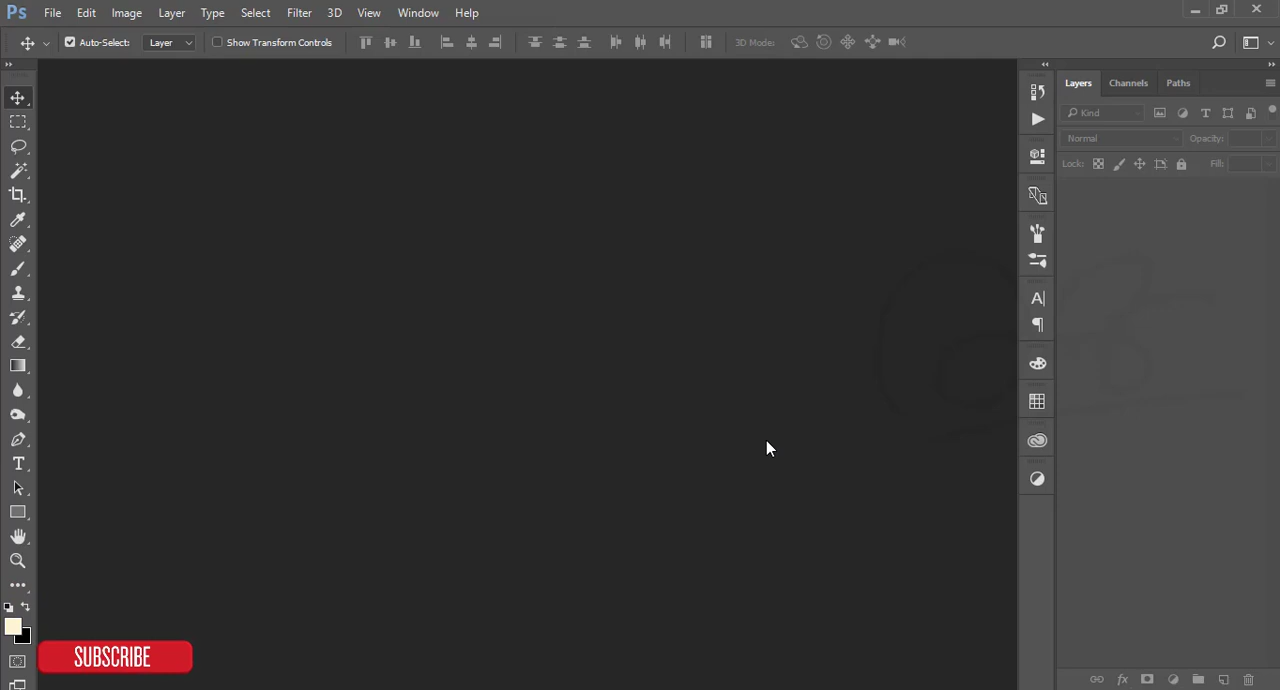 Ps File Edit Image Layer Type Select Filter 3D View Window Help
Auto-Select: Layer Show Transform Controls 3D Mode:
Layers Channels Paths
Kind
Normal Opacity:
Lock: Fill:
SUBSCRIBE